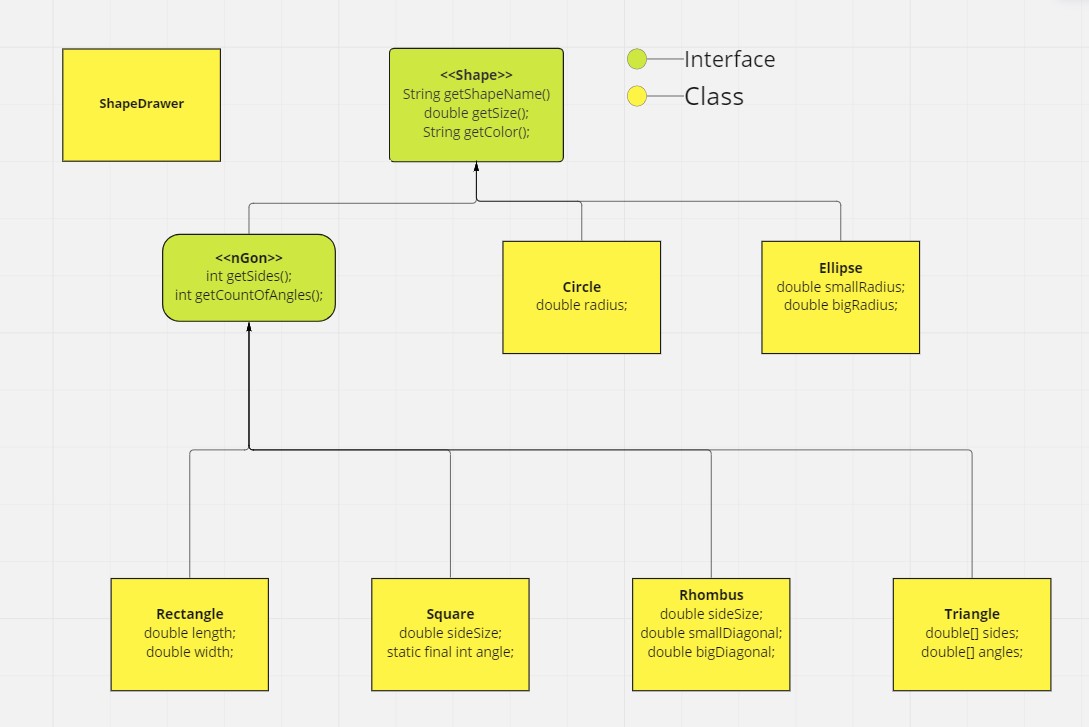 ShapeDrawer
<<Shape>>
String getShapeName()
double getSize();
String getColor();
Interface
Class
<<nGon>>
int getSides();
int getCountOfAngles();
Circle
double radius;
Ellipse
double smallRadius;
double bigRadius;
Rectangle
double length;
double width;
Square
double sideSize;
static final int angle;
Rhombus
double sideSize;
double smallDiagonal;
double bigDiagonal;
Triangle
double[] sides;
double[] angles;